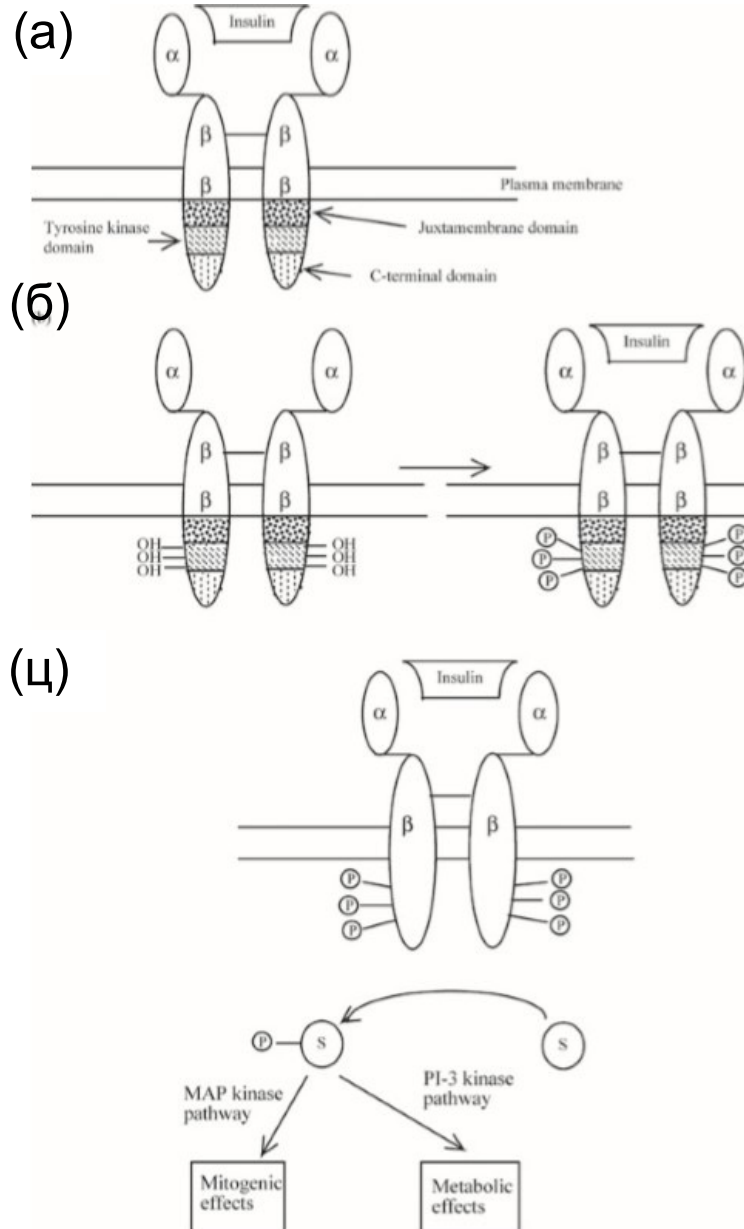 (а)
Insulin
α α
β β
β β
Plasma membrane
Tyrosine kinase
domain
Juxtamembrane domain
C-terminal domain
(б)
Insulin
α α α α
β β β β
β β β β
OH OH P P
OH OH P P
OH OH P P
(ц)
Insulin
α α
β β
P P
P P
P P
P S S
MAP kinase
pathway
PI-3 kinase
pathway
Mitogenic
effects
Metabolic
effects